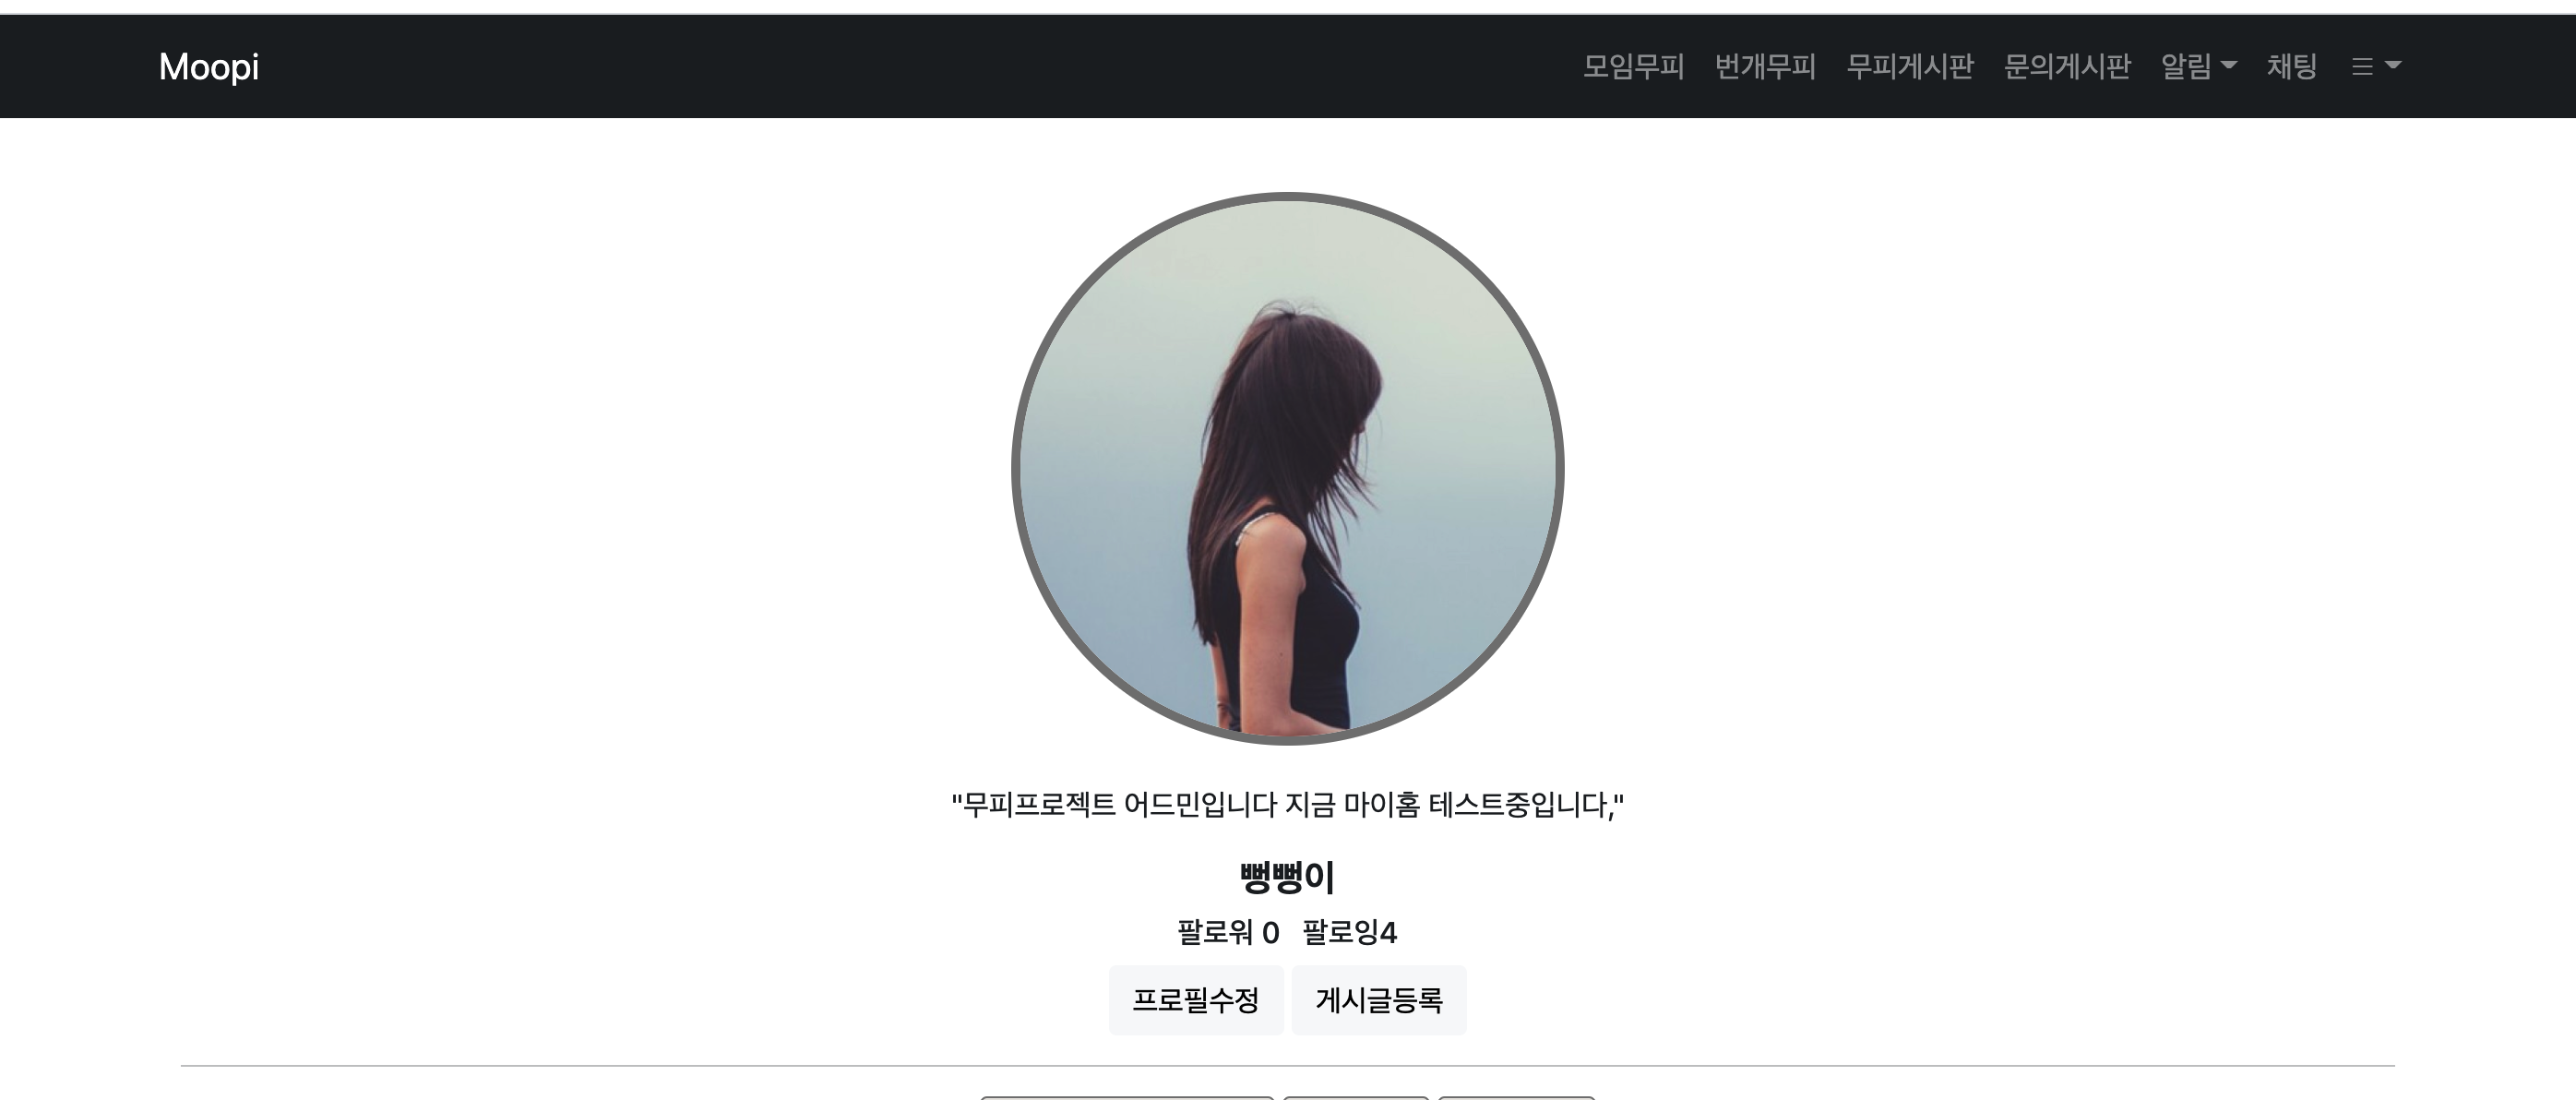 Moopi 모임무피 번개무피 무피게시판 문의게시판 알림 채팅
"무피프로젝트 어드민입니다 지금 마이홈 테스트중입니다,"
뻥뻥이
팔로워 0 팔로잉4
프로필수정 게시글등록